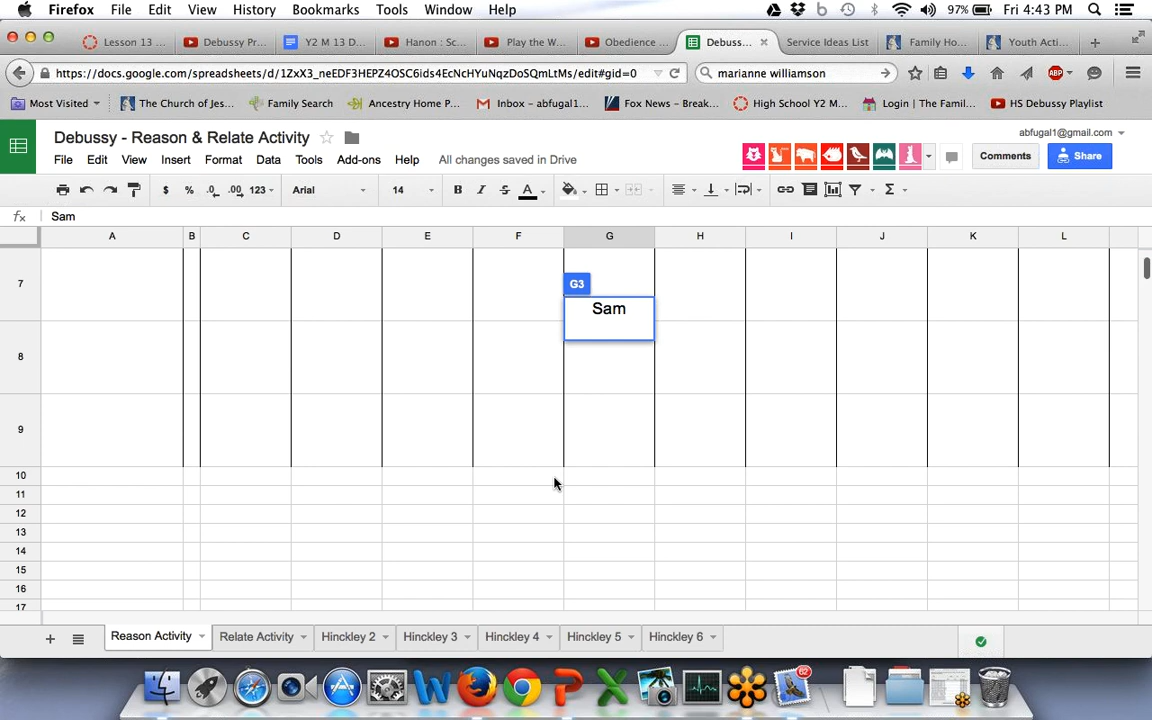 Firefox File Edit View History Bookmarks Tools Window Help 97% Fri 4:43 PM
Lesson 13 ... Debussy Pr... Y2 M 13 D... Hanon : Sc... Play the W... Obedience ... Debuss... Service Ideas List Family Ho... Youth Acti...
https://docs.google.com/spreadsheets/d/1ZxX3_neEDF3HEPZ4OSC6ids4EcNcHYuNqzDoSQmLtMs/edit#gid=0 marianne williamson ABP
Most Visited The Church of Jes... Family Search Ancestry Home P... Inbox – abfugal1... Fox News – Break... High School Y2 M... Login | The Famil... HS Debussy Playlist
Debussy - Reason & Relate Activity abfugal1@gmail.com
File Edit View Insert Format Data Tools Add-ons Help All changes saved in Drive Comments Share
$ % .0 .00 123 Arial 14 B I S A Σ
fx Sam
A B C D E F G H I J K L
7 G3
Sam
8
9
10
11
12
13
14
15
16
17
Reason Activity Relate Activity Hinckley 2 Hinckley 3 Hinckley 4 Hinckley 5 Hinckley 6
62